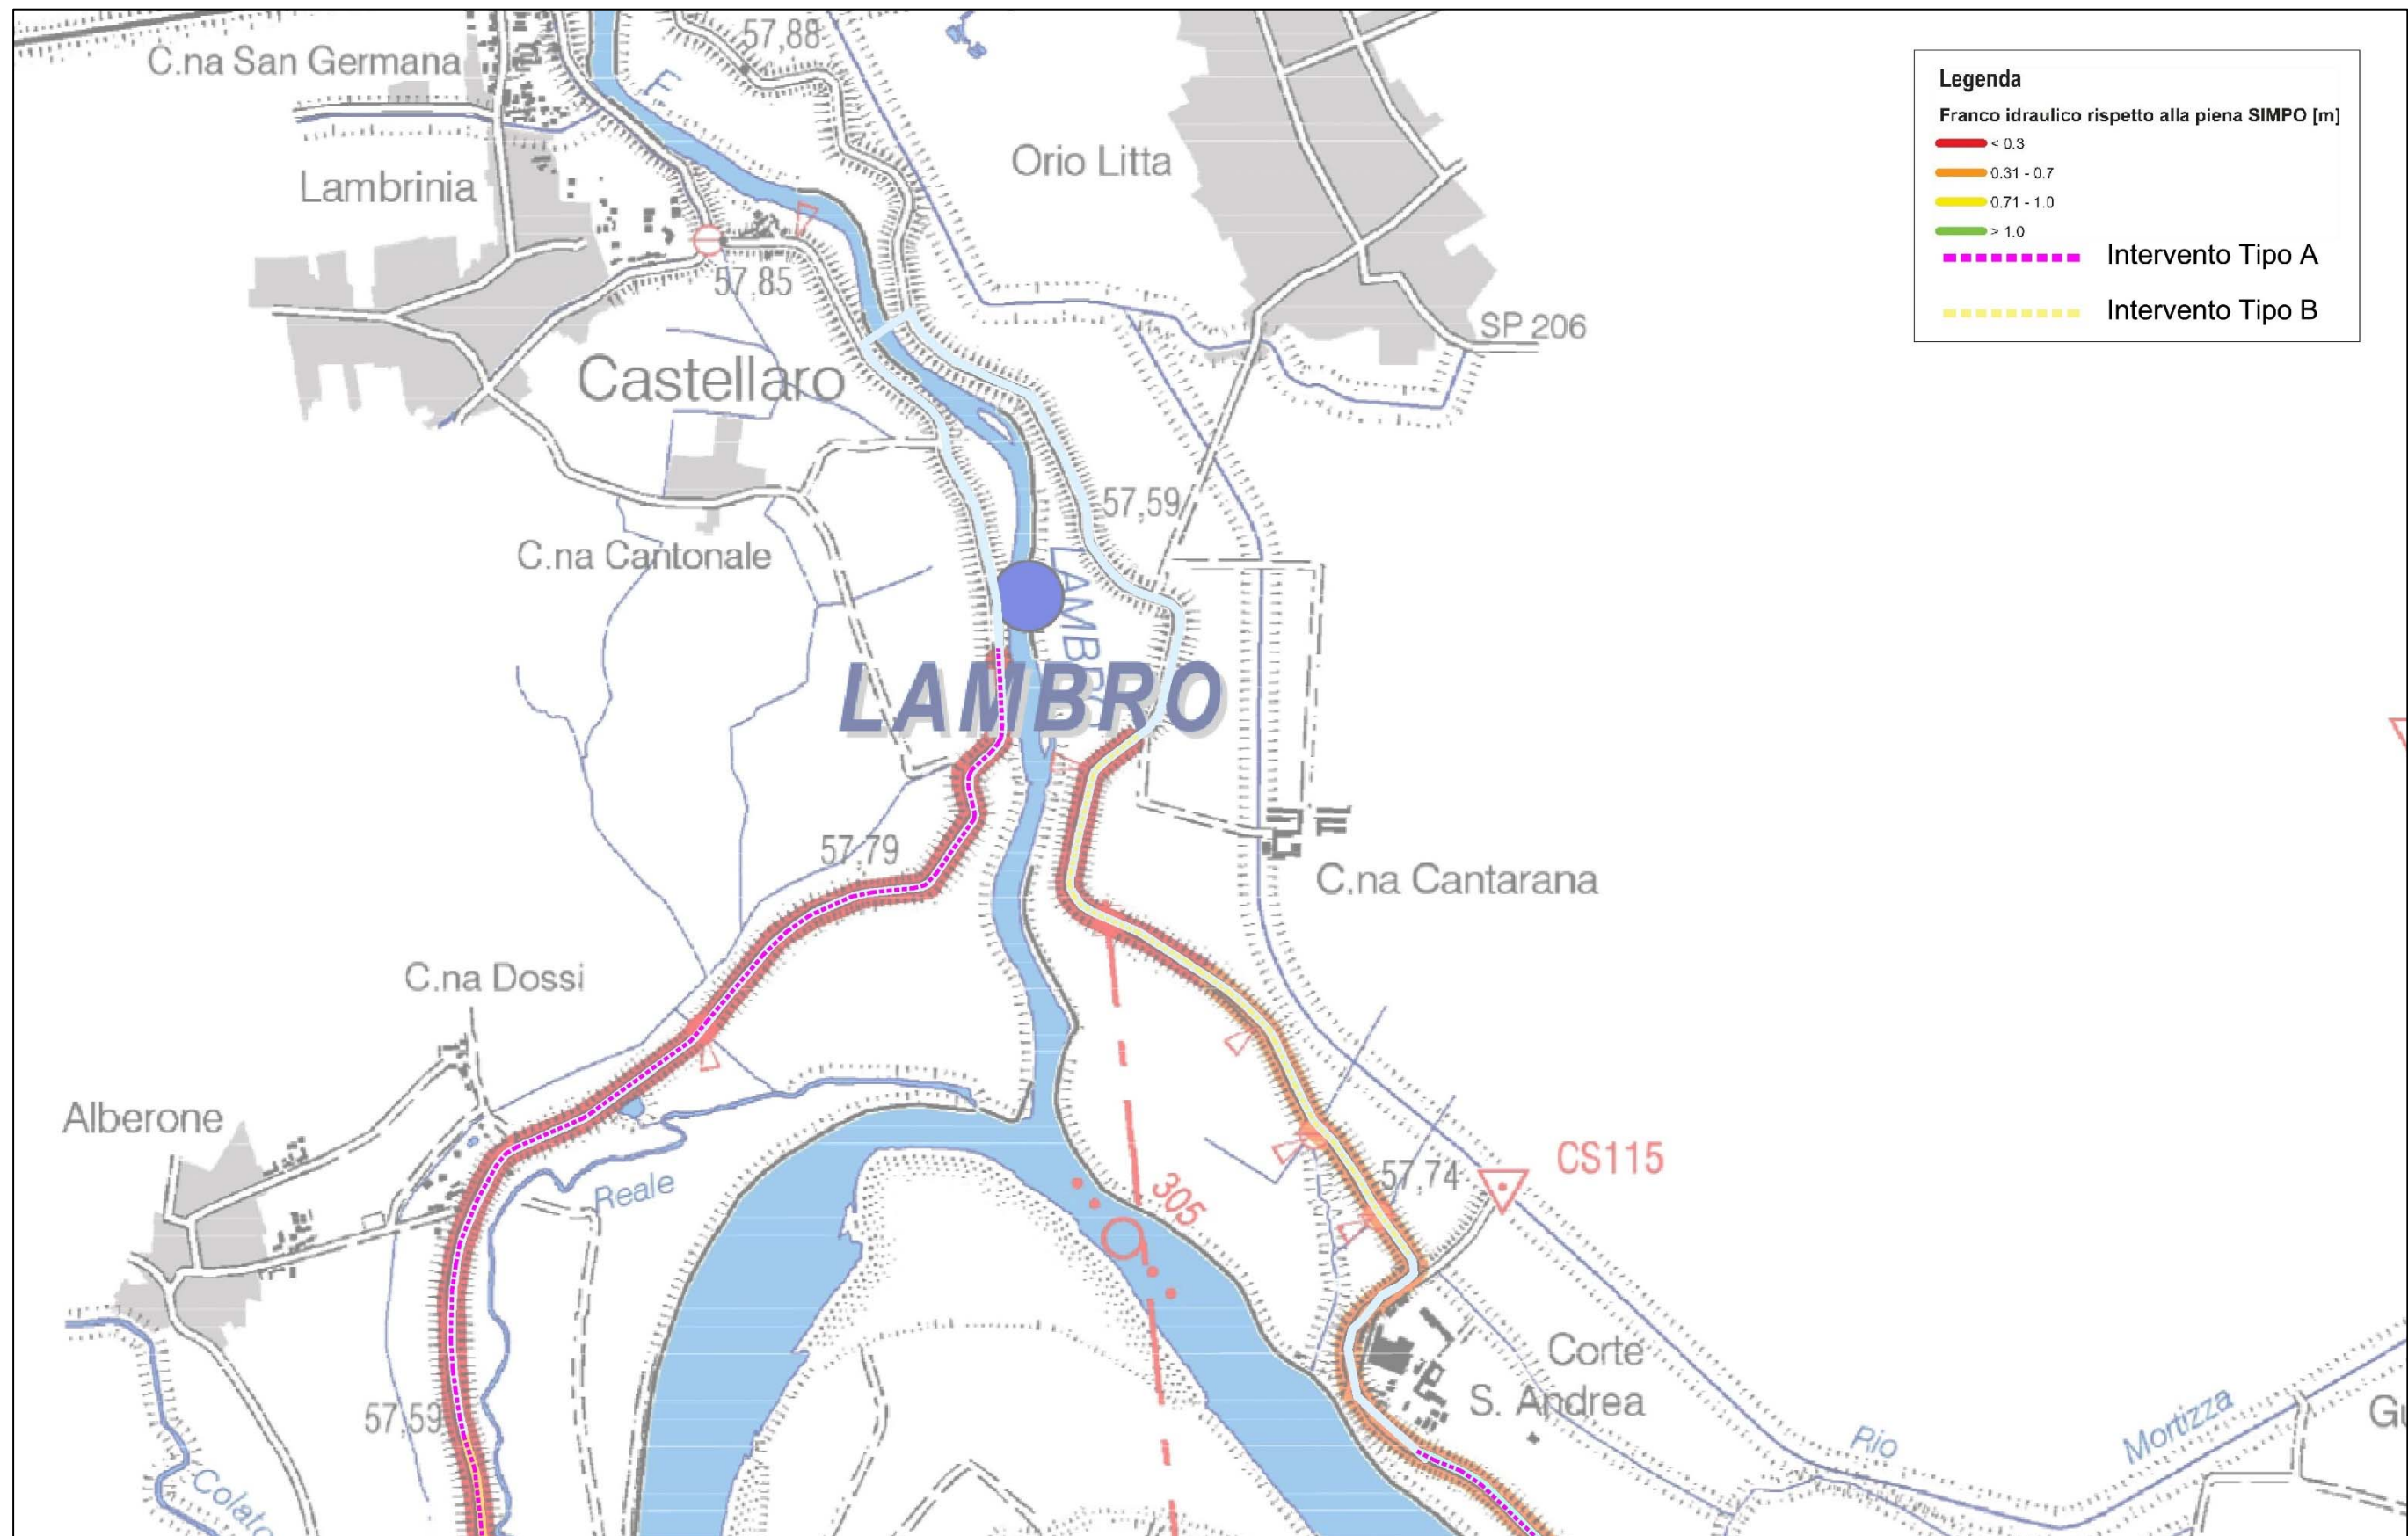 57,88
C.na San Germana
F.
Lambrinia
Orio Litta
57,85
SP 206
Castellaro
57,59
C.na Cantonale
LAMBRO
LAMBRO
57,79
C.na Cantarana
C.na Dossi
Alberone
57,74
CS115
305
Reale
Corte
S. Andrea
57,59
Colato
Rio
Mortizza
Legenda
Franco idraulico rispetto alla piena SIMPO [m]
< 0.3
0.31 - 0.7
0.71 - 1.0
> 1.0
Intervento Tipo A
Intervento Tipo B